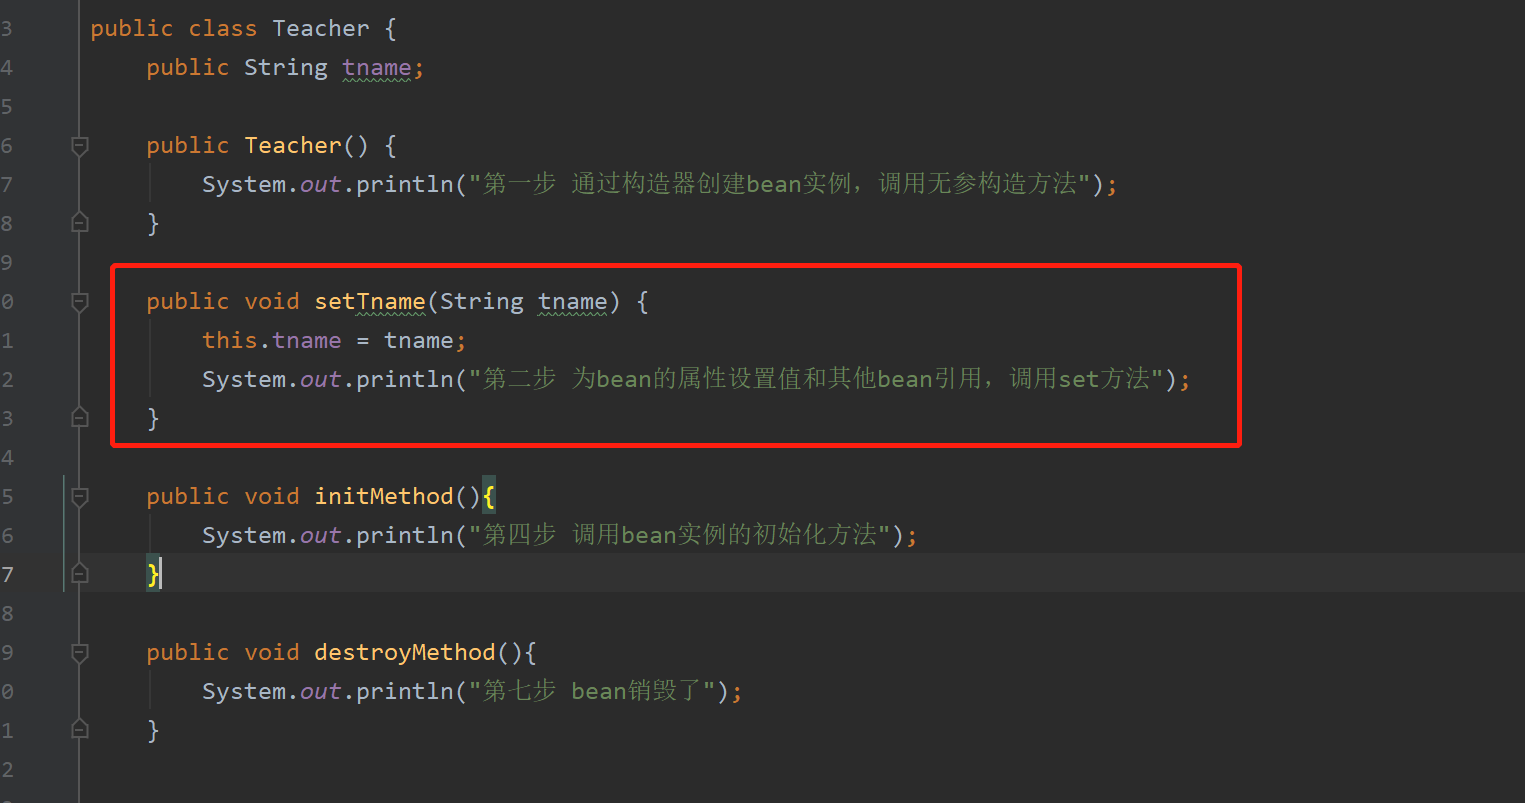 3 public class Teacher {
4 public String tname;
5
6 public Teacher() {
7 System.out.println("第一步 通过构造器创建bean实例，调用无参构造方法");
8 }
9
0 public void setTname(String tname) {
1 this.tname = tname;
2 System.out.println("第二步 为bean的属性设置值和其他bean引用，调用set方法");
3 }
4
5 public void initMethod(){
6 System.out.println("第四步 调用bean实例的初始化方法");
7 }
8
9 public void destroyMethod(){
0 System.out.println("第七步 bean销毁了");
1 }
2